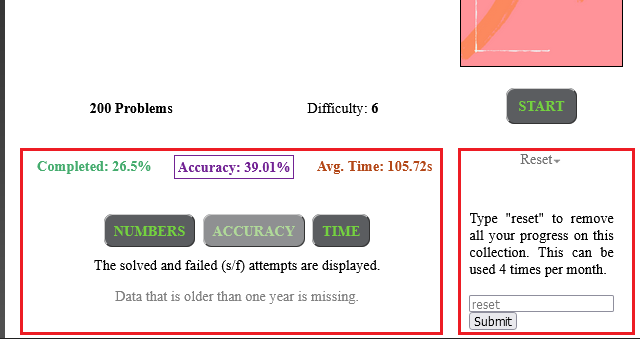 200 Problems
Difficulty: 6
START
Completed: 26.5%
Accuracy: 39.01%
Avg. Time: 105.72s
NUMBERS
ACCURACY
TIME
The solved and failed (s/f) attempts are displayed.
Data that is older than one year is missing.
Reset
Type "reset" to remove
all your progress on this
collection. This can be
used 4 times per month.
reset
Submit